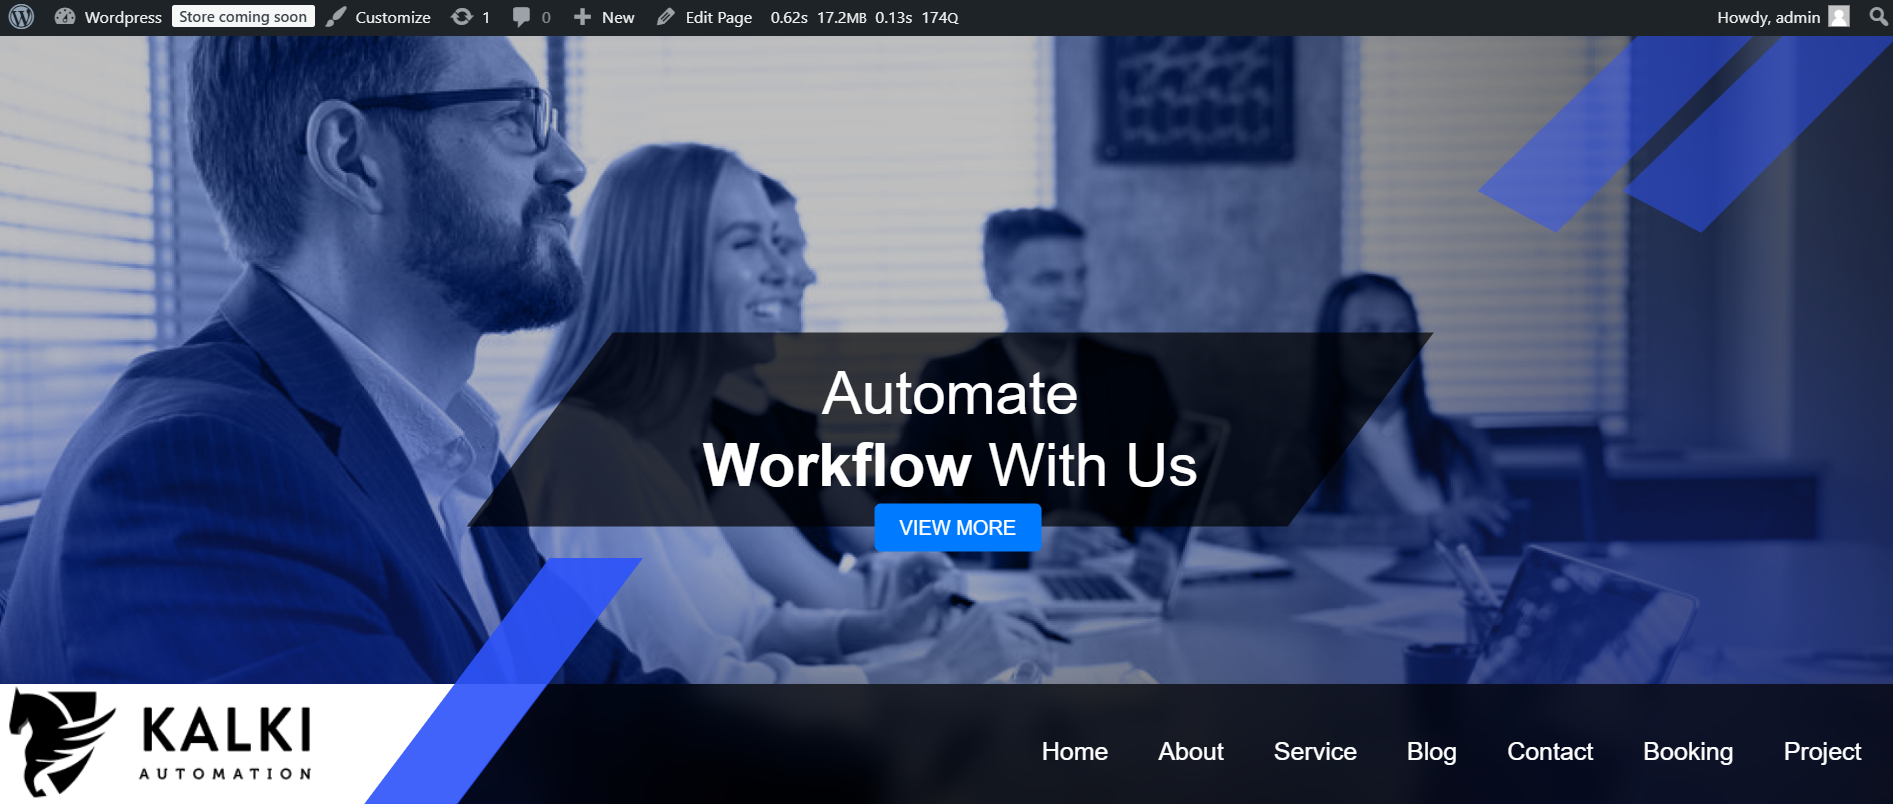 Wordpress Store coming soon Customize 1 0 New Edit Page 0.62s 17.2MB 0.13s 174Q Howdy, admin
Automate
Workflow With Us
VIEW MORE
KALKI
AUTOMATION
Home About Service Blog Contact Booking Project